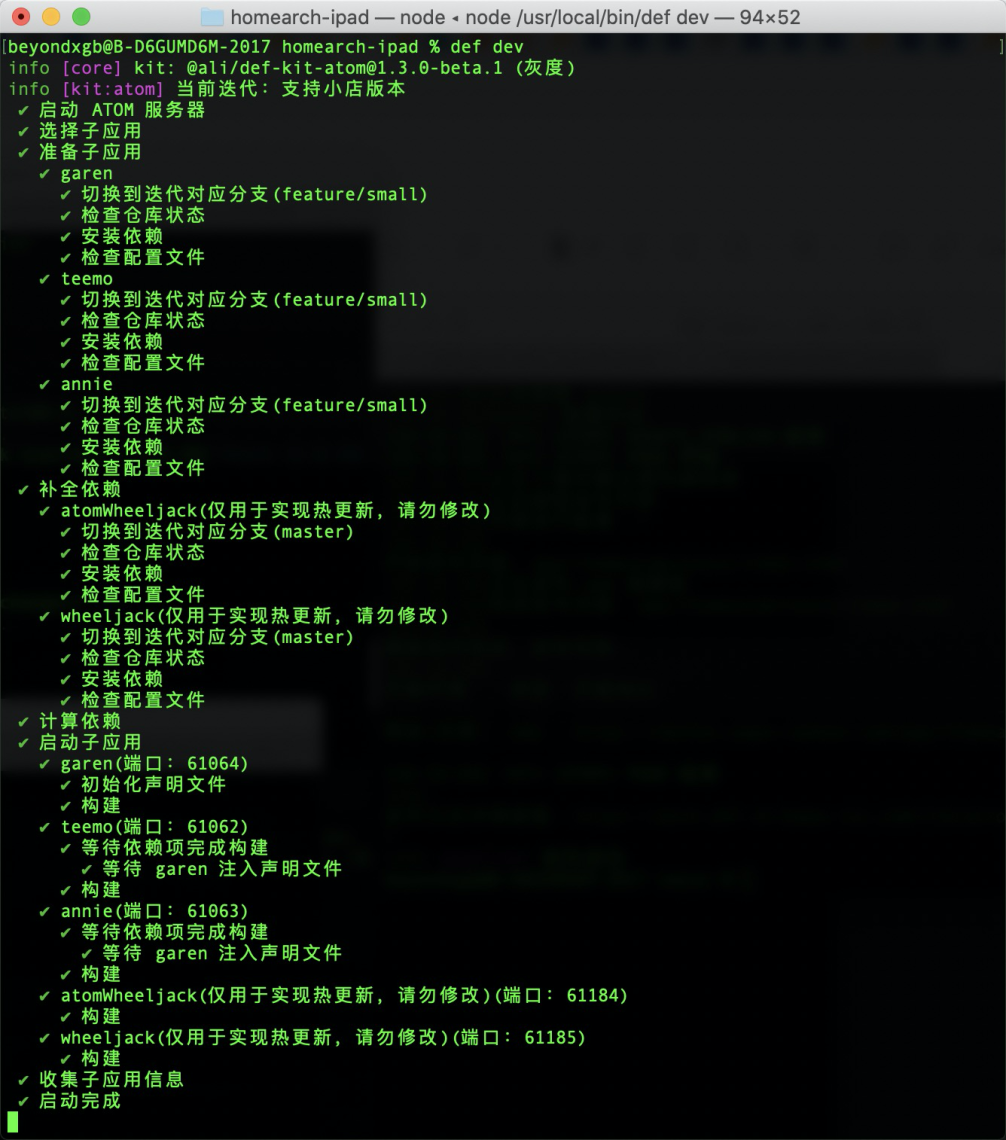 homearch-ipad — node ◂ node /usr/local/bin/def dev — 94×52
[beyondxgb@B-D6GUMD6M-2017 homearch-ipad % def dev ]
info [core] kit: @ali/def-kit-atom@1.3.0-beta.1 (灰度)
info [kit:atom] 当前迭代: 支持小店版本
✔ 启动 ATOM 服务器
✔ 选择子应用
✔ 准备子应用
✔ garen
✔ 切换到迭代对应分支(feature/small)
✔ 检查仓库状态
✔ 安装依赖
✔ 检查配置文件
✔ teemo
✔ 切换到迭代对应分支(feature/small)
✔ 检查仓库状态
✔ 安装依赖
✔ 检查配置文件
✔ annie
✔ 切换到迭代对应分支(feature/small)
✔ 检查仓库状态
✔ 安装依赖
✔ 检查配置文件
✔ 补全依赖
✔ atomWheeljack(仅用于实现热更新, 请勿修改)
✔ 切换到迭代对应分支(master)
✔ 检查仓库状态
✔ 安装依赖
✔ 检查配置文件
✔ wheeljack(仅用于实现热更新, 请勿修改)
✔ 切换到迭代对应分支(master)
✔ 检查仓库状态
✔ 安装依赖
✔ 检查配置文件
✔ 计算依赖
✔ 启动子应用
✔ garen(端口: 61064)
✔ 初始化声明文件
✔ 构建
✔ teemo(端口: 61062)
✔ 等待依赖项完成构建
✔ 等待 garen 注入声明文件
✔ 构建
✔ annie(端口: 61063)
✔ 等待依赖项完成构建
✔ 等待 garen 注入声明文件
✔ 构建
✔ atomWheeljack(仅用于实现热更新, 请勿修改)(端口: 61184)
✔ 构建
✔ wheeljack(仅用于实现热更新, 请勿修改)(端口: 61185)
✔ 构建
✔ 收集子应用信息
✔ 启动完成